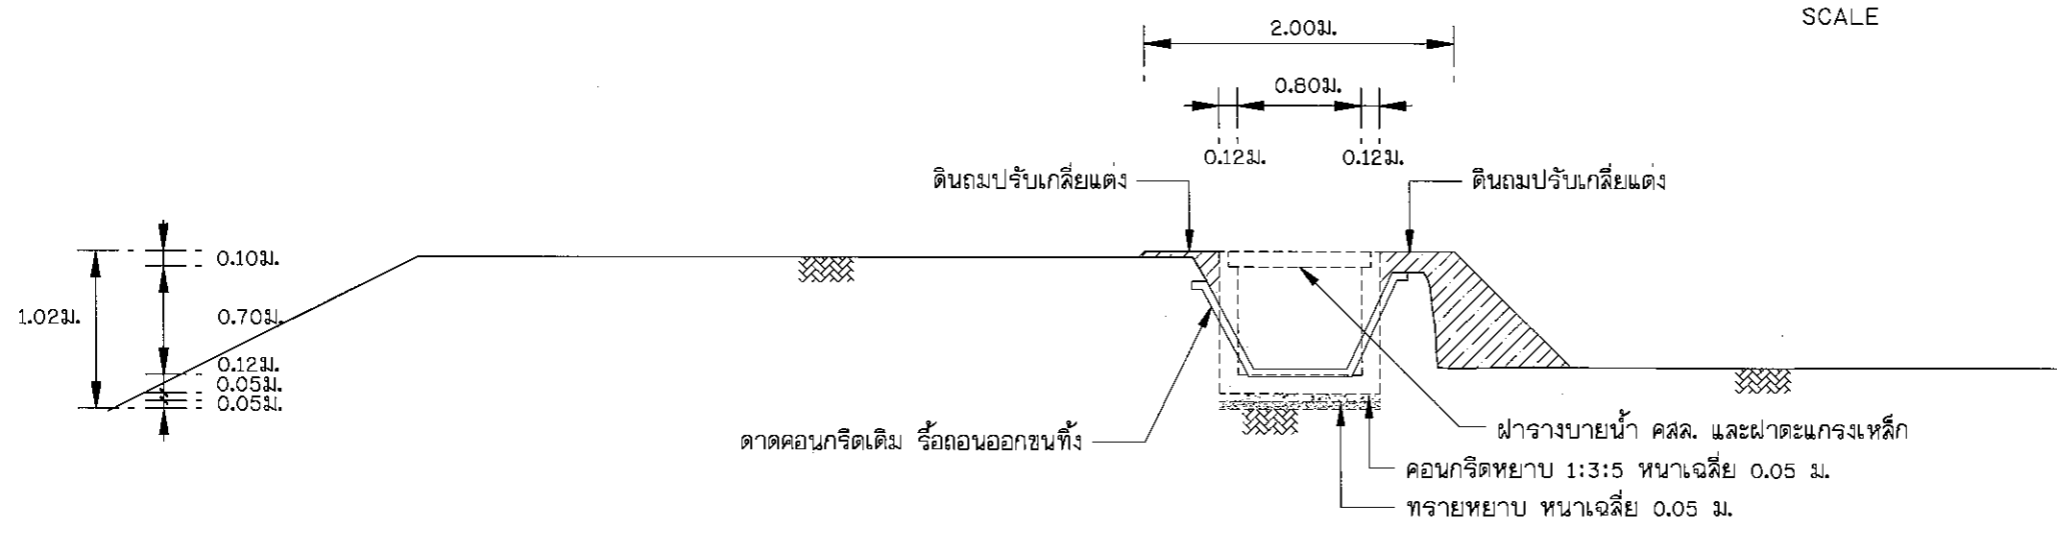 SCALE
2.00ม.
0.80ม.
0.12ม.
0.12ม.
ดินถมปรับเกลี่ยแต่ง
ดินถมปรับเกลี่ยแต่ง
0.10ม.
1.02ม.
0.70ม.
0.12ม.
0.05ม.
0.05ม.
ดาดคอนกรีตเดิม รื้อถอนออกขนทิ้ง
ฝารางบายน้ำ คสล. และฝาตะแกรงเหล็ก
คอนกรีตหยาบ 1:3:5 หนาเฉลี่ย 0.05 ม.
ทรายหยาบ หนาเฉลี่ย 0.05 ม.